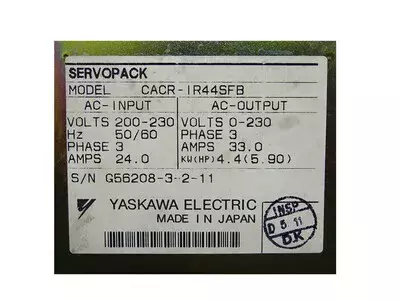 SERVOPACK
MODEL CACR-IR44SFB
AC-INPUT AC-OUTPUT
VOLTS 200-230 VOLTS 0-230
Hz 50/60 PHASE 3
PHASE 3 AMPS 33.0
AMPS 24.0 KW(HP) 4.4(5.90)
S/N G56208-3-2-11
YASKAWA ELECTRIC
MADE IN JAPAN
INSP
D 5 11
OK